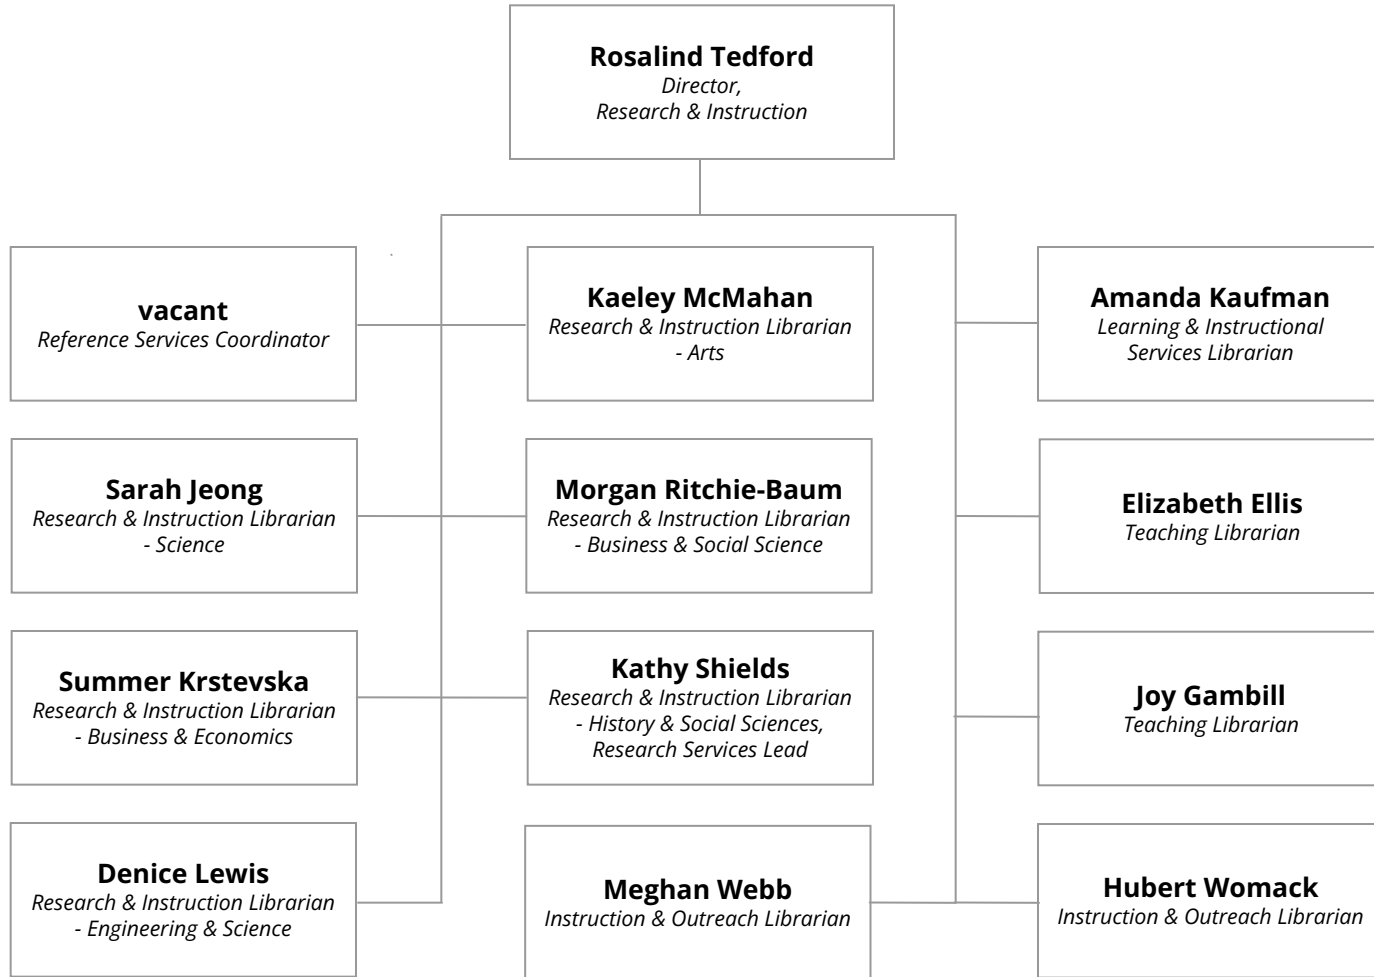 Rosalind Tedford
Director,
Research & Instruction
vacant
Reference Services Coordinator
Kaeley McMahan
Research & Instruction Librarian
- Arts
Amanda Kaufman
Learning & Instructional
Services Librarian
Sarah Jeong
Research & Instruction Librarian
- Science
Morgan Ritchie-Baum
Research & Instruction Librarian
- Business & Social Science
Elizabeth Ellis
Teaching Librarian
Summer Krstevska
Research & Instruction Librarian
- Business & Economics
Kathy Shields
Research & Instruction Librarian
- History & Social Sciences,
Research Services Lead
Joy Gambill
Teaching Librarian
Denice Lewis
Research & Instruction Librarian
- Engineering & Science
Meghan Webb
Instruction & Outreach Librarian
Hubert Womack
Instruction & Outreach Librarian